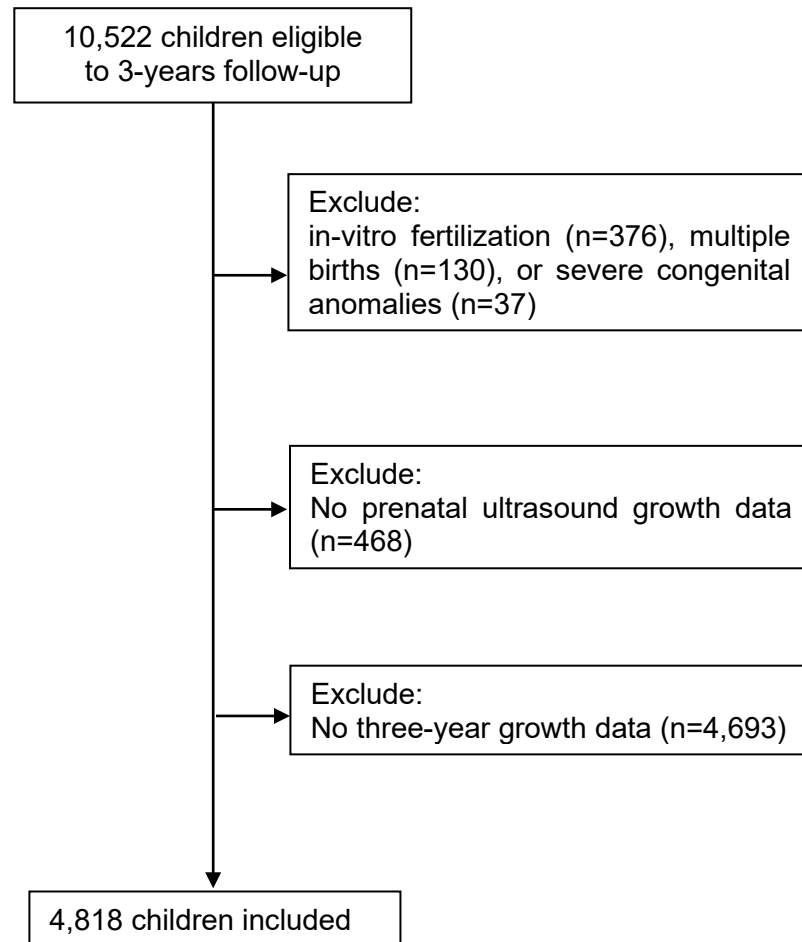 10,522 children eligible
to 3-years follow-up
Exclude:
in-vitro fertilization (n=376), multiple
births (n=130), or severe congenital
anomalies (n=37)
Exclude:
No prenatal ultrasound growth data
(n=468)
Exclude:
No three-year growth data (n=4,693)
4,818 children included